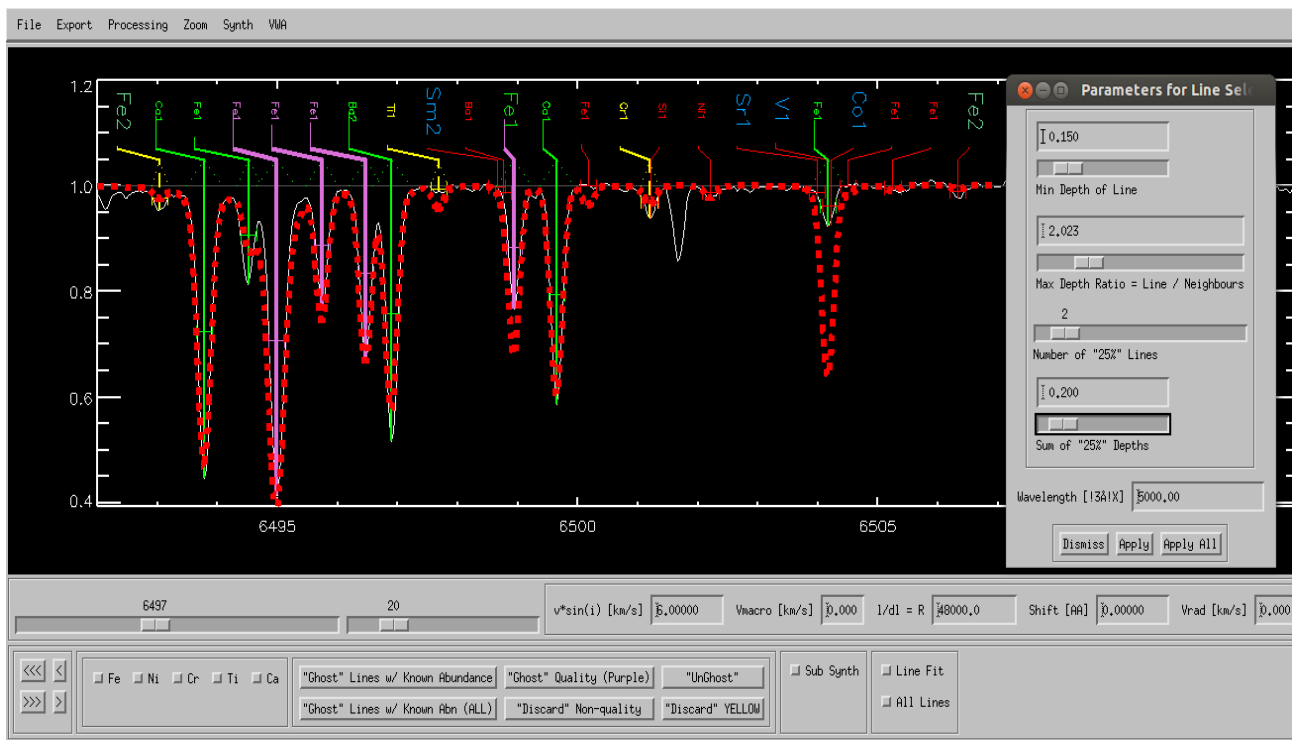 File Export Processing Zoom Synth VWA
Parameters for Line Sel
1.2
1.0
0.8
0.6
0.4
Fe2 Ca1 Fe1 Fe1 Fe1 Fe1 Ba2 Ti1 Sm2 Ba1 Fe1 Ca1 Fe1 Cr1 Si1 Ni1 Sr1 V1 Fe1 Co1 Fe1 Fe1 Fe2
6495 6500 6505
0.150
Min Depth of Line
2.023
Max Depth Ratio = Line / Neighbours
2
Number of "25%" Lines
0.200
Sum of "25%" Depths
Wavelength [!3A!X] 5000.00
Dismiss Apply Apply All
6497 20
v*sin(i) [km/s] 6.00000 Vmacro [km/s] 0.000 l/dl = R 48000.0 Shift [AA] 0.00000 Vrad [km/s] 0.000
<<< <
>>> >
Fe Ni Cr Ti Ca
"Ghost" Lines w/ Known Abundance "Ghost" Quality (Purple) "UnGhost"
"Ghost" Lines w/ Known Abn (ALL) "Discard" Non-quality "Discard" YELLOW
Sub Synth
Line Fit
All Lines